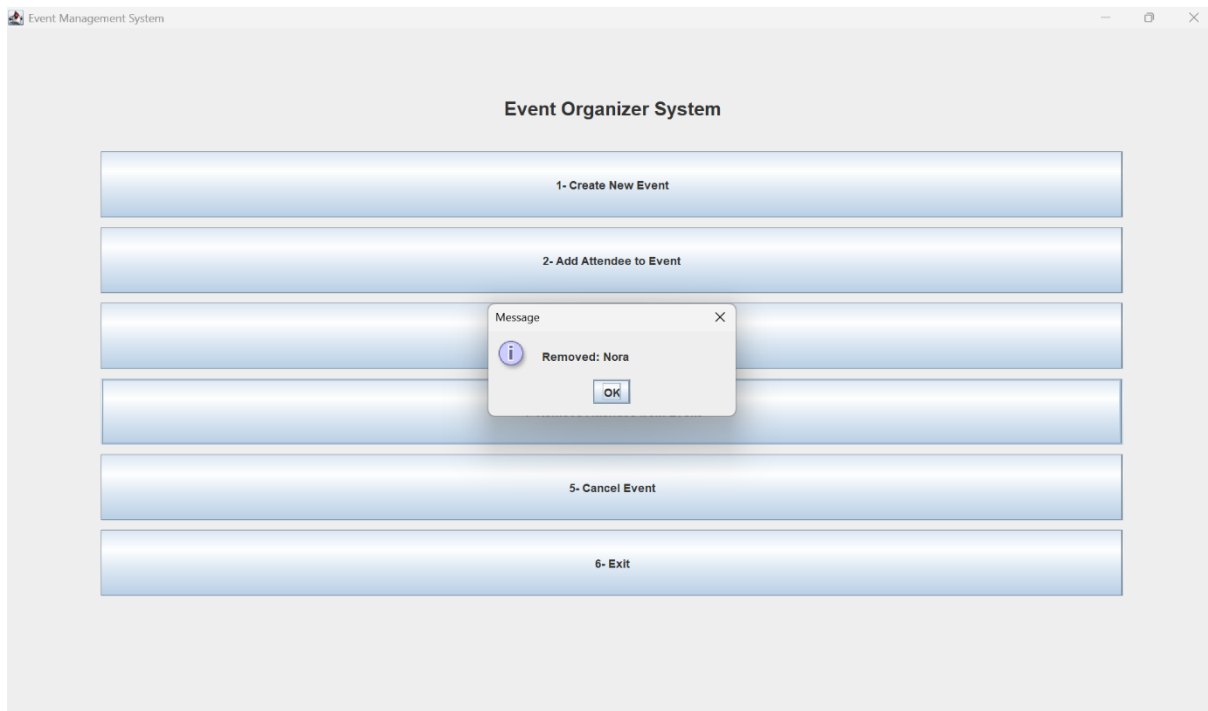 Event Management System
Event Organizer System
1- Create New Event
2- Add Attendee to Event
Message
Removed: Nora
OK
5- Cancel Event
6- Exit